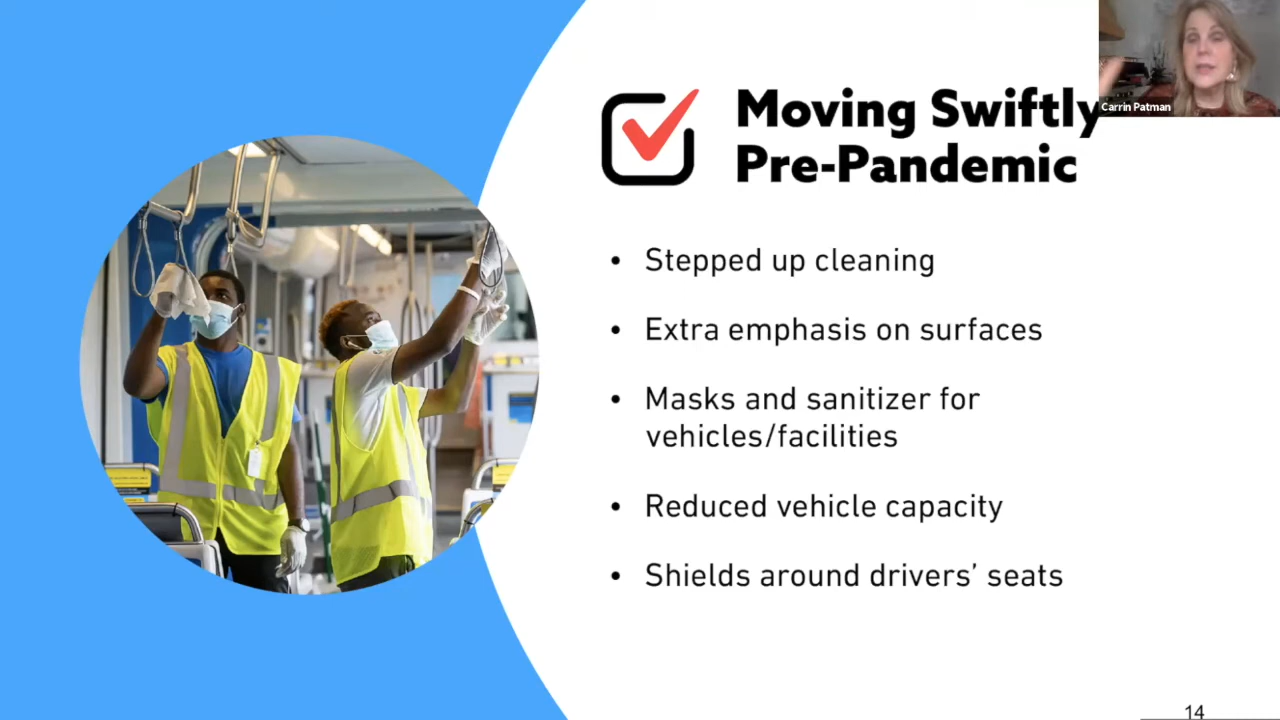 Carrin Patman
Moving Swiftly
Pre-Pandemic
• Stepped up cleaning
• Extra emphasis on surfaces
• Masks and sanitizer for
vehicles/facilities
• Reduced vehicle capacity
• Shields around drivers’ seats
14